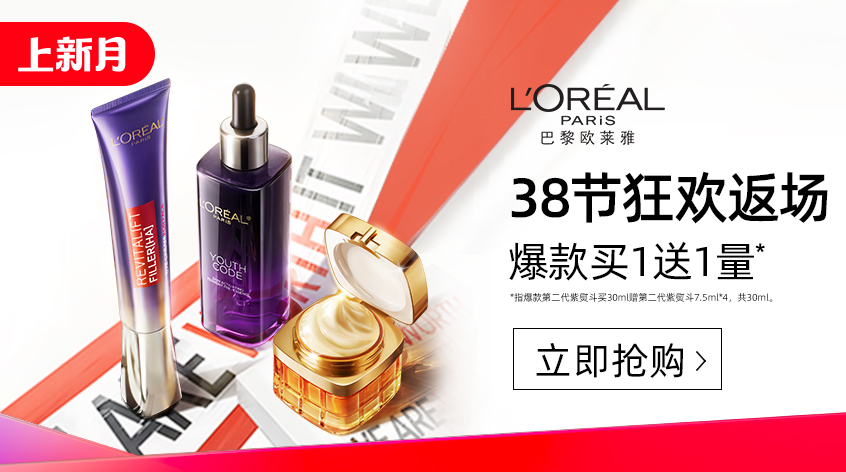 上新月
L'ORÉAL
PARIS
巴黎欧莱雅
38节狂欢返场
爆款买1送1量*
*指爆款第二代紫熨斗买30ml赠第二代紫熨斗7.5ml*4，共30ml。
立即抢购 >
L'ORÉAL
PARIS
REVITALIFT
FILLER[HA]
L'ORÉAL
PARIS
YOUTH
CODE
WE ARE